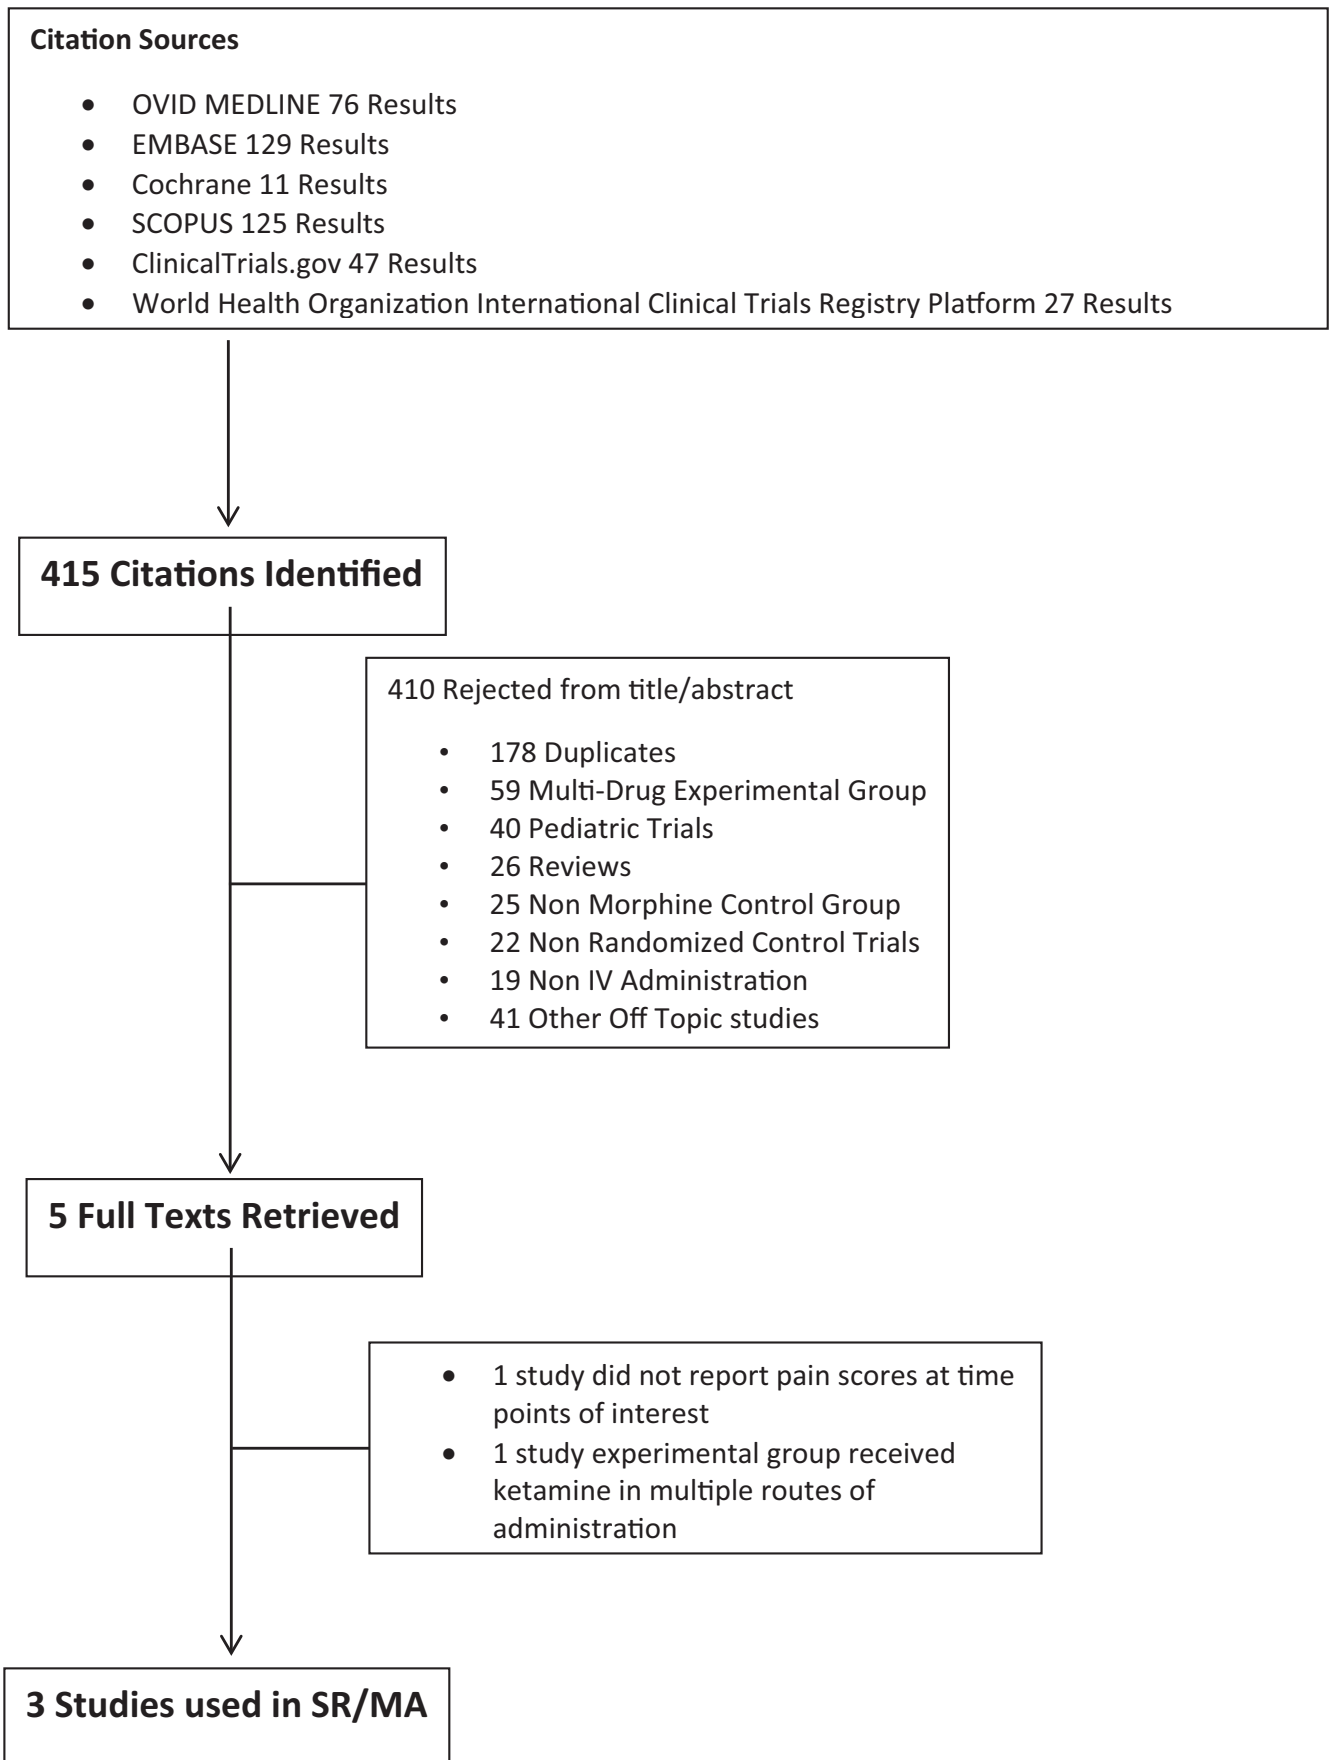 Citation Sources
• OVID MEDLINE 76 Results
• EMBASE 129 Results
• Cochrane 11 Results
• SCOPUS 125 Results
• ClinicalTrials.gov 47 Results
• World Health Organization International Clinical Trials Registry Platform 27 Results
415 Citations Identified
410 Rejected from title/abstract
• 178 Duplicates
• 59 Multi-Drug Experimental Group
• 40 Pediatric Trials
• 26 Reviews
• 25 Non Morphine Control Group
• 22 Non Randomized Control Trials
• 19 Non IV Administration
• 41 Other Off Topic studies
5 Full Texts Retrieved
• 1 study did not report pain scores at time
points of interest
• 1 study experimental group received
ketamine in multiple routes of
administration
3 Studies used in SR/MA